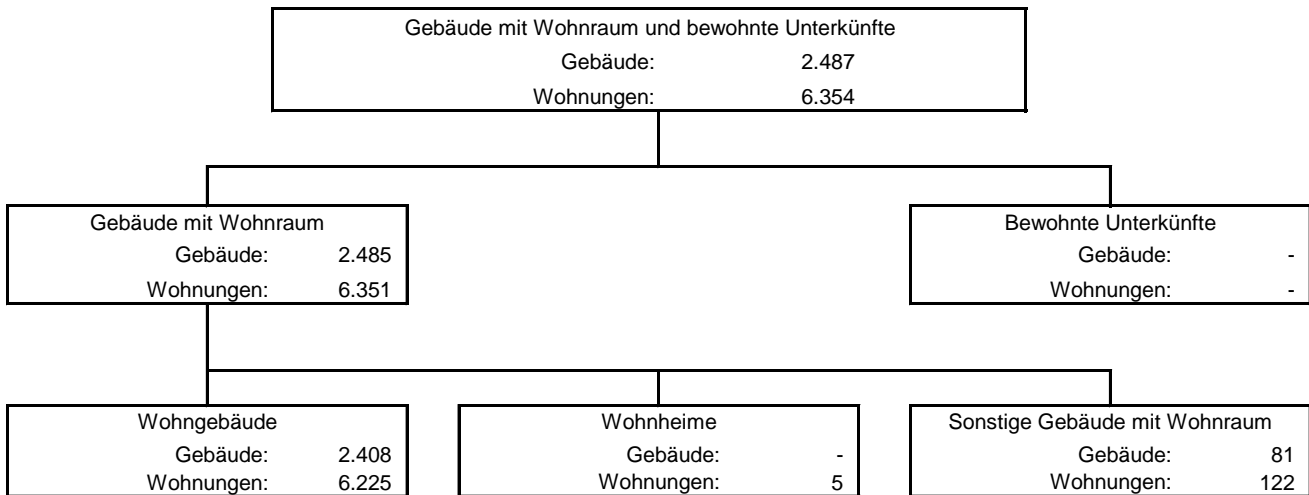 Gebäude mit Wohnraum und bewohnte Unterkünfte
Gebäude: 2.487
Wohnungen: 6.354
Gebäude mit Wohnraum
Gebäude: 2.485
Wohnungen: 6.351
Bewohnte Unterkünfte
Gebäude: -
Wohnungen: -
Wohngebäude
Gebäude: 2.408
Wohnungen: 6.225
Wohnheime
Gebäude: -
Wohnungen: 5
Sonstige Gebäude mit Wohnraum
Gebäude: 81
Wohnungen: 122